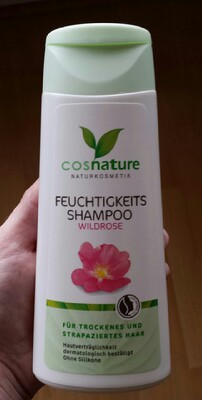 cosnature
NATURKOSMETIK
FEUCHTIGKEITS
SHAMPOO
WILDROSE
FÜR TROCKENES UND
STRAPAZIERTES HAAR
Hautverträglichkeit
dermatologisch bestätigt
Ohne Silikone